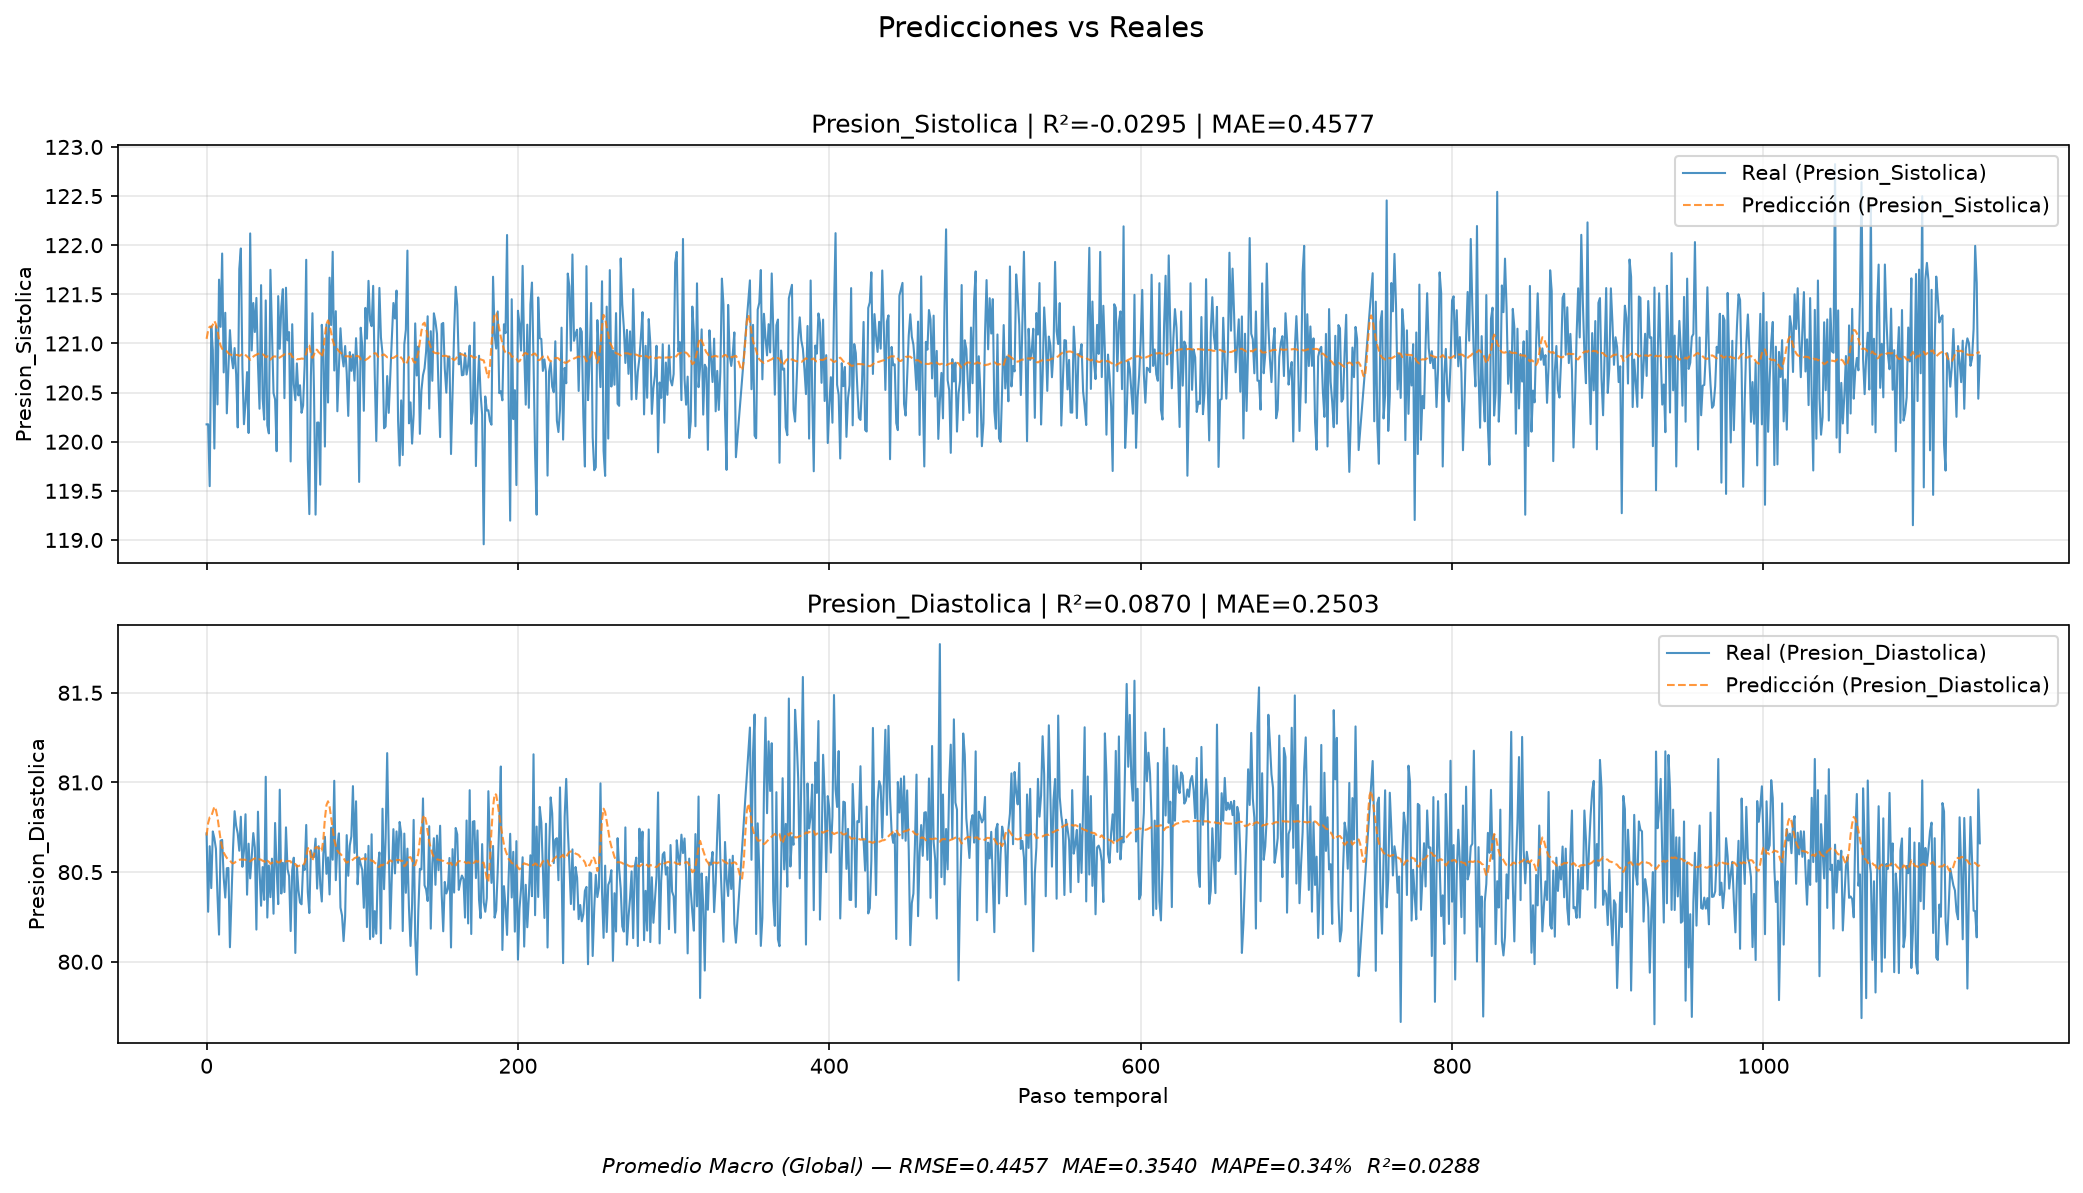 Predicciones vs Reales
Presion_Sistolica | R²=-0.0295 | MAE=0.4577
123.0
122.5
122.0
121.5
121.0
120.5
120.0
119.5
119.0
Presion_Sistolica
Real (Presion_Sistolica)
Predicción (Presion_Sistolica)
Presion_Diastolica | R²=0.0870 | MAE=0.2503
81.5
81.0
80.5
80.0
Presion_Diastolica
Real (Presion_Diastolica)
Predicción (Presion_Diastolica)
0 200 400 600 800 1000
Paso temporal
Promedio Macro (Global) — RMSE=0.4457 MAE=0.3540 MAPE=0.34% R²=0.0288